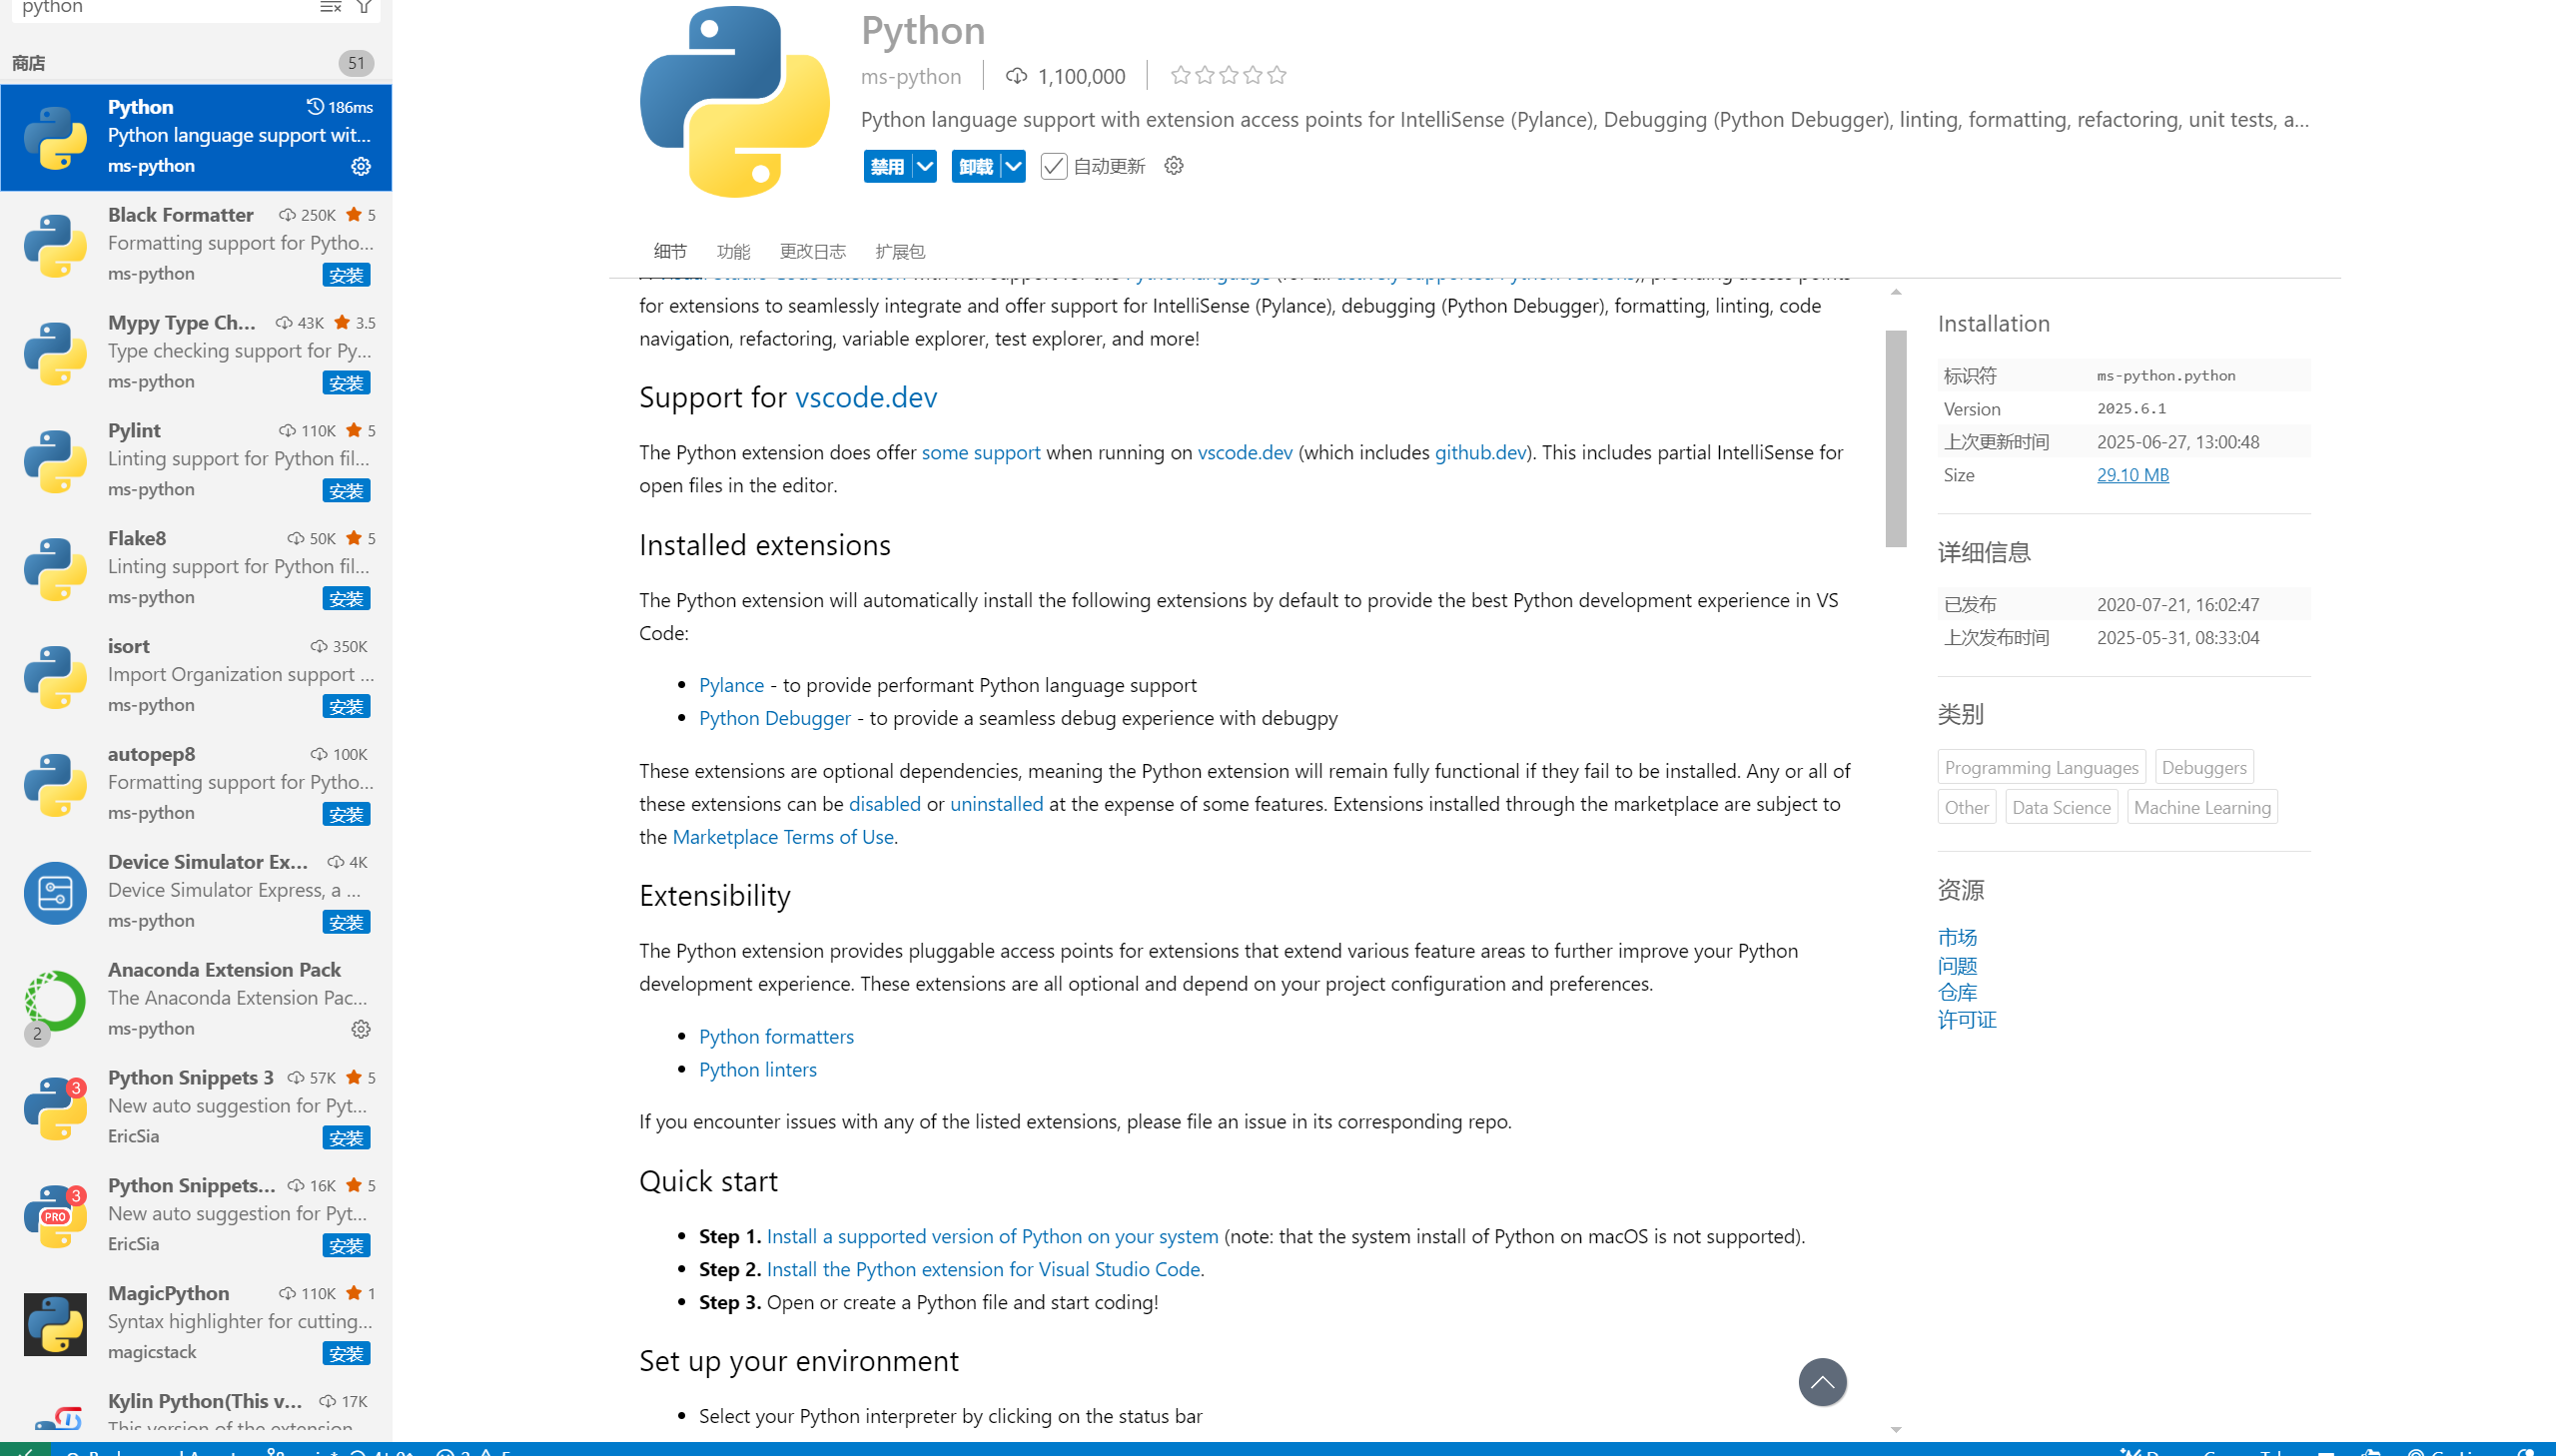 python
商店
51
Python
186ms
Python language support wit...
ms-python
Black Formatter
250K
5
Formatting support for Pytho...
ms-python
安装
Mypy Type Ch...
43K
3.5
Type checking support for Py...
ms-python
安装
Pylint
110K
5
Linting support for Python fil...
ms-python
安装
Flake8
50K
5
Linting support for Python fil...
ms-python
安装
isort
350K
Import Organization support ...
ms-python
安装
autopep8
100K
Formatting support for Pytho...
ms-python
安装
Device Simulator Ex...
4K
Device Simulator Express, a ...
ms-python
安装
Anaconda Extension Pack
The Anaconda Extension Pac...
ms-python
2
Python Snippets 3
57K
5
3
New auto suggestion for Pyt...
EricSia
安装
Python Snippets...
16K
5
3
PRO
New auto suggestion for Pyt...
EricSia
安装
MagicPython
110K
1
Syntax highlighter for cutting...
magicstack
安装
Kylin Python(This v...
17K
This version of the extension
Python
ms-python
1,100,000
Python language support with extension access points for IntelliSense (Pylance), Debugging (Python Debugger), linting, formatting, refactoring, unit tests, a...
禁用
卸载
自动更新
细节
功能
更改日志
扩展包
A Visual Studio Code extension with rich support for the Python language (for all actively supported Python versions), providing access points
for extensions to seamlessly integrate and offer support for IntelliSense (Pylance), debugging (Python Debugger), formatting, linting, code
navigation, refactoring, variable explorer, test explorer, and more!
Support for vscode.dev
The Python extension does offer some support when running on vscode.dev (which includes github.dev). This includes partial IntelliSense for
open files in the editor.
Installed extensions
The Python extension will automatically install the following extensions by default to provide the best Python development experience in VS
Code:
Pylance - to provide performant Python language support
Python Debugger - to provide a seamless debug experience with debugpy
These extensions are optional dependencies, meaning the Python extension will remain fully functional if they fail to be installed. Any or all of
these extensions can be disabled or uninstalled at the expense of some features. Extensions installed through the marketplace are subject to
the Marketplace Terms of Use.
Extensibility
The Python extension provides pluggable access points for extensions that extend various feature areas to further improve your Python
development experience. These extensions are all optional and depend on your project configuration and preferences.
Python formatters
Python linters
If you encounter issues with any of the listed extensions, please file an issue in its corresponding repo.
Quick start
Step 1. Install a supported version of Python on your system (note: that the system install of Python on macOS is not supported).
Step 2. Install the Python extension for Visual Studio Code.
Step 3. Open or create a Python file and start coding!
Set up your environment
Select your Python interpreter by clicking on the status bar
Installation
标识符
ms-python.python
Version
2025.6.1
上次更新时间
2025-06-27, 13:00:48
Size
29.10 MB
详细信息
已发布
2020-07-21, 16:02:47
上次发布时间
2025-05-31, 08:33:04
类别
Programming Languages
Debuggers
Other
Data Science
Machine Learning
资源
市场
问题
仓库
许可证